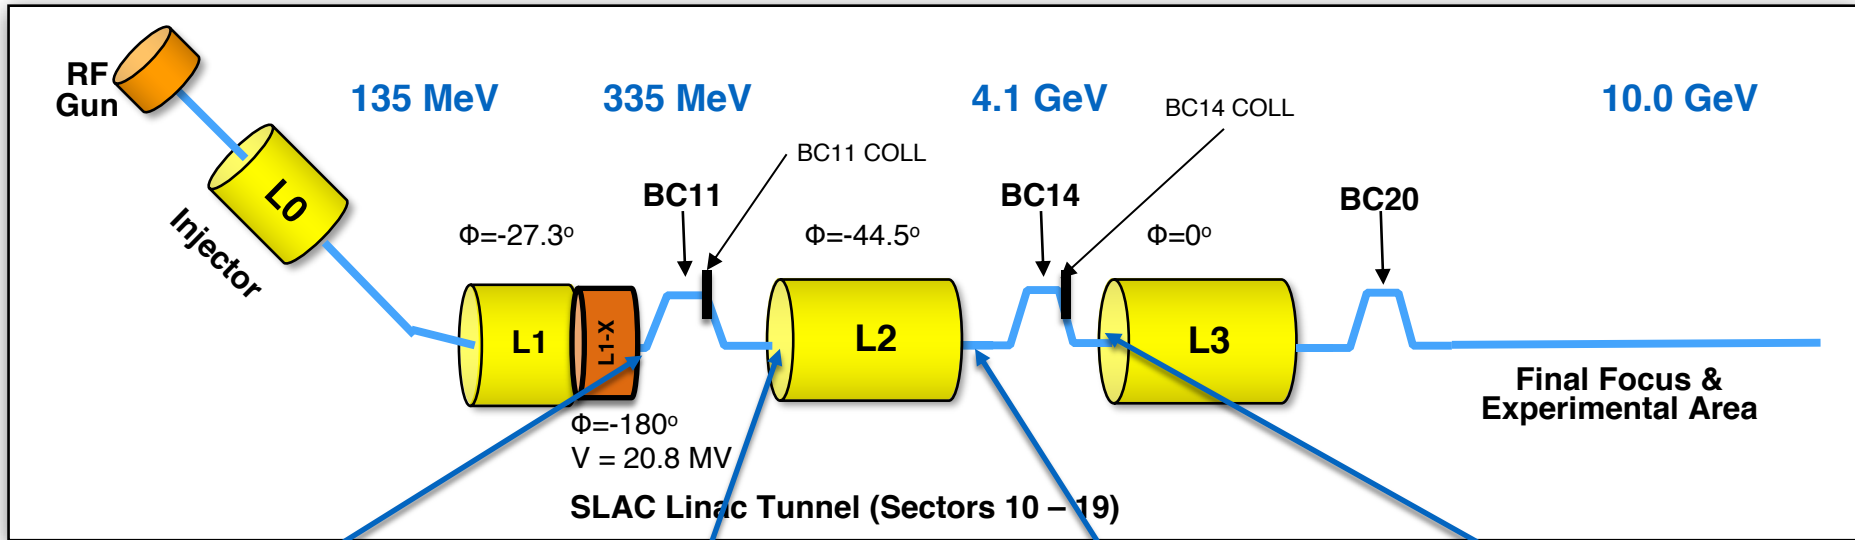 RF
Gun
135 MeV
335 MeV
4.1 GeV
10.0 GeV
BC14 COLL
BC11 COLL
BC11
BC14
BC20
L0
Injector
Φ=-27.3º
Φ=-44.5º
Φ=0º
L1
L1-X
L2
L3
Φ=-180º
V = 20.8 MV
Final Focus &
Experimental Area
SLAC Linac Tunnel (Sectors 10 – 19)